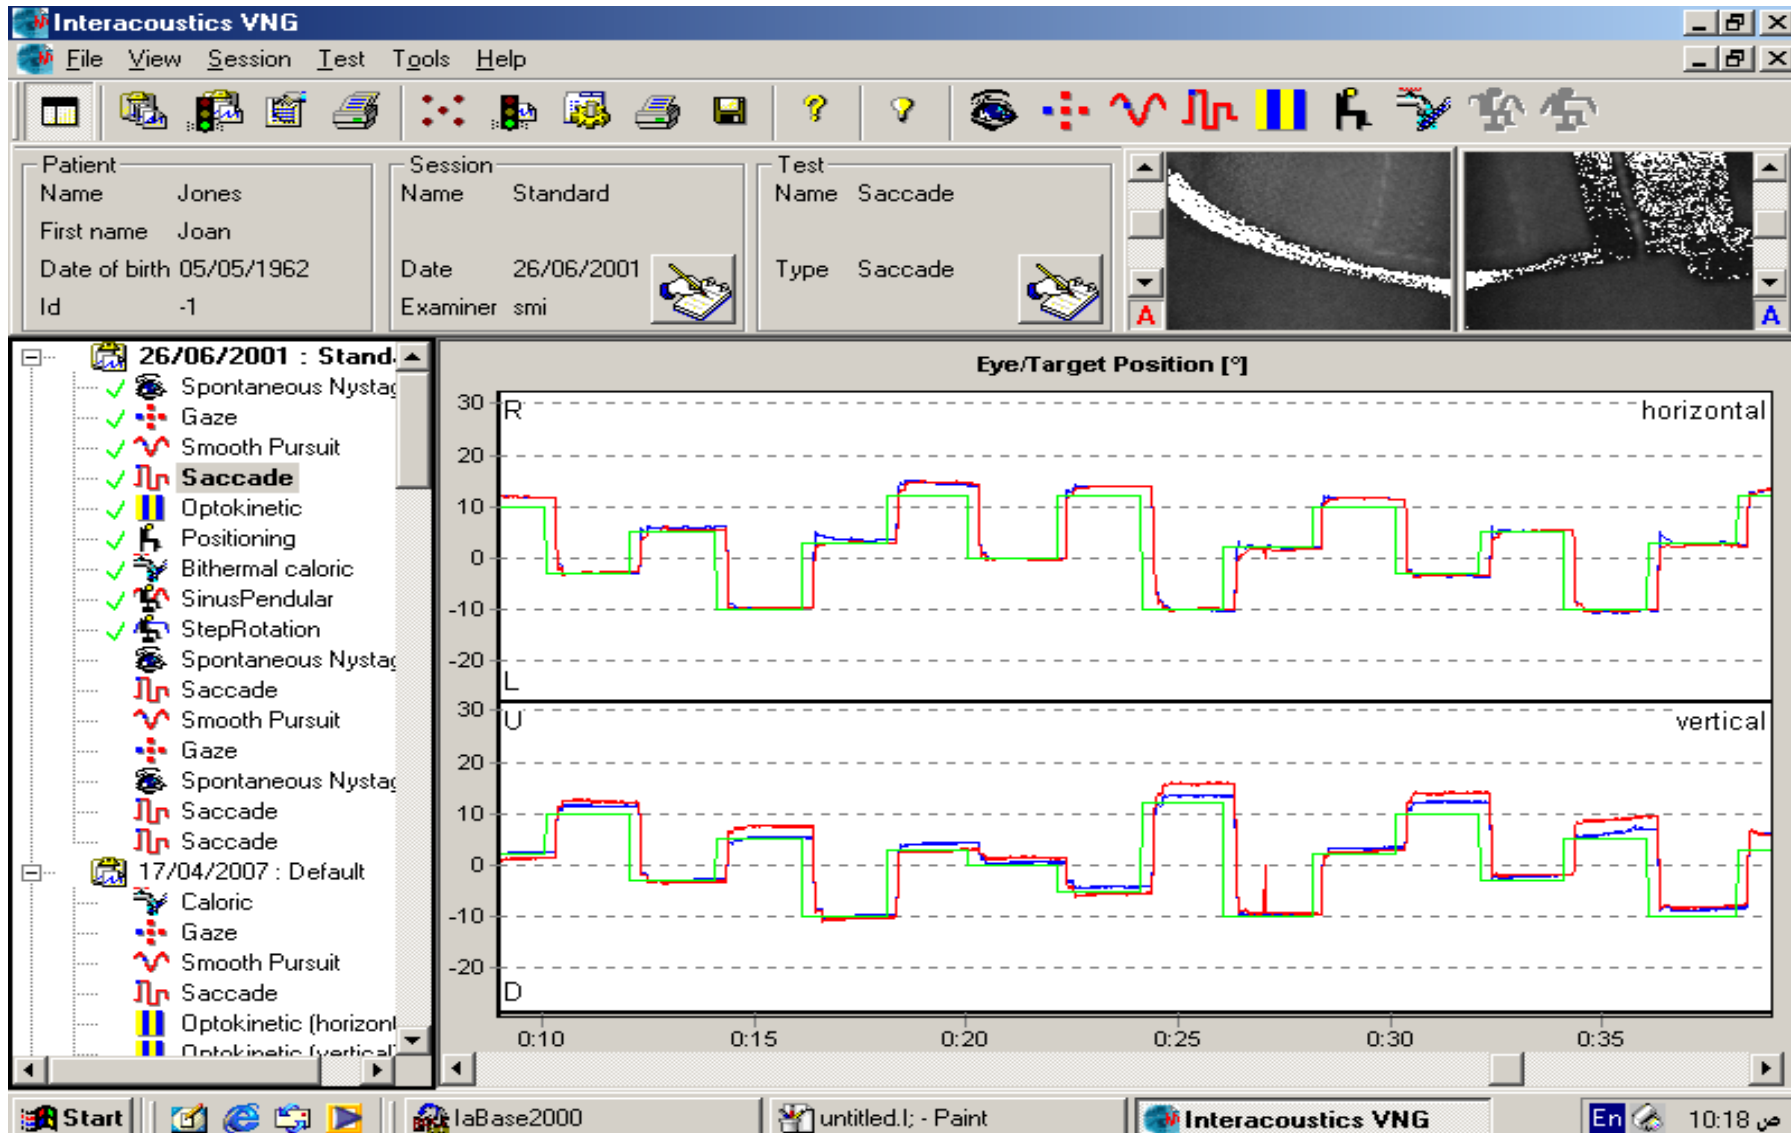 Interacoustics VNG
File View Session Test Tools Help
Patient
Name Jones
First name Joan
Date of birth 05/05/1962
Id -1
Session
Name Standard
Date 26/06/2001
Examiner smi
Test
Name Saccade
Type Saccade
A
A
26/06/2001 : Stand.
Spontaneous Nystag
Gaze
Smooth Pursuit
Saccade
Optokinetic
Positioning
Bithermal caloric
SinusPendular
StepRotation
Spontaneous Nystag
Saccade
Smooth Pursuit
Gaze
Spontaneous Nystag
Saccade
Saccade
17/04/2007 : Default
Caloric
Gaze
Smooth Pursuit
Saccade
Optokinetic (horizont
Optokinetic (vertical)
Eye/Target Position [°]
R horizontal
30
20
10
0
-10
-20
L
U vertical
30
20
10
0
-10
-20
D
0:10 0:15 0:20 0:25 0:30 0:35
Start
laBase2000
untitled.l; - Paint
Interacoustics VNG
En
10:18 ص